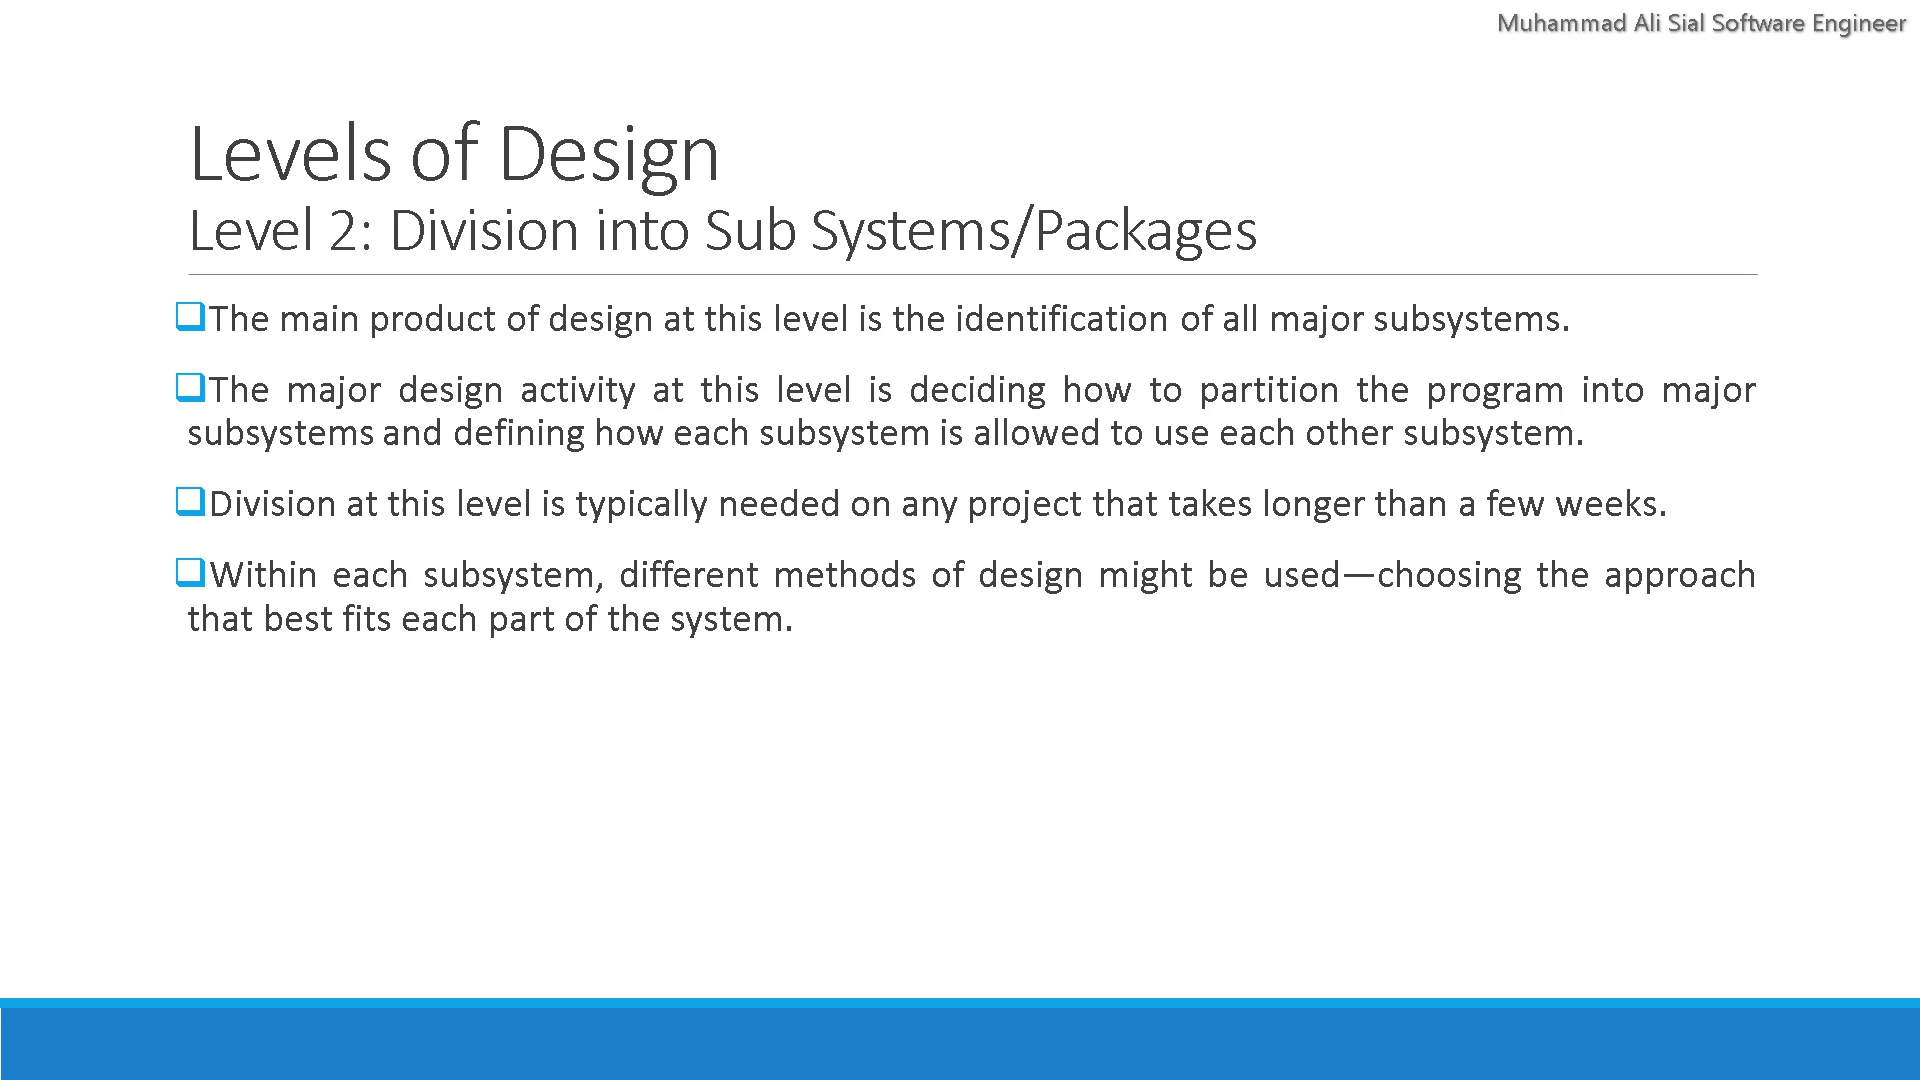 Muhammad Ali Sial Software Engineer
Levels of Design
Level 2: Division into Sub Systems/Packages
The main product of design at this level is the identification of all major subsystems.
The major design activity at this level is deciding how to partition the program into major
subsystems and defining how each subsystem is allowed to use each other subsystem.
Division at this level is typically needed on any project that takes longer than a few weeks.
Within each subsystem, different methods of design might be used—choosing the approach
that best fits each part of the system.